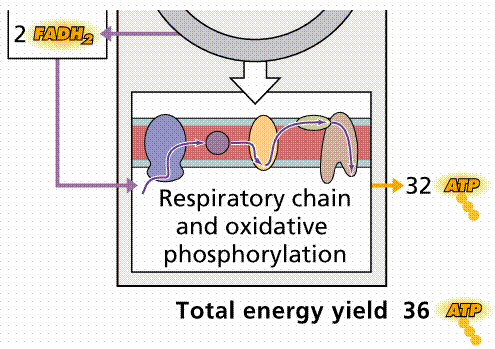 2 FADH2
Respiratory chain
and oxidative
phosphorylation
32 ATP
Total energy yield 36 ATP